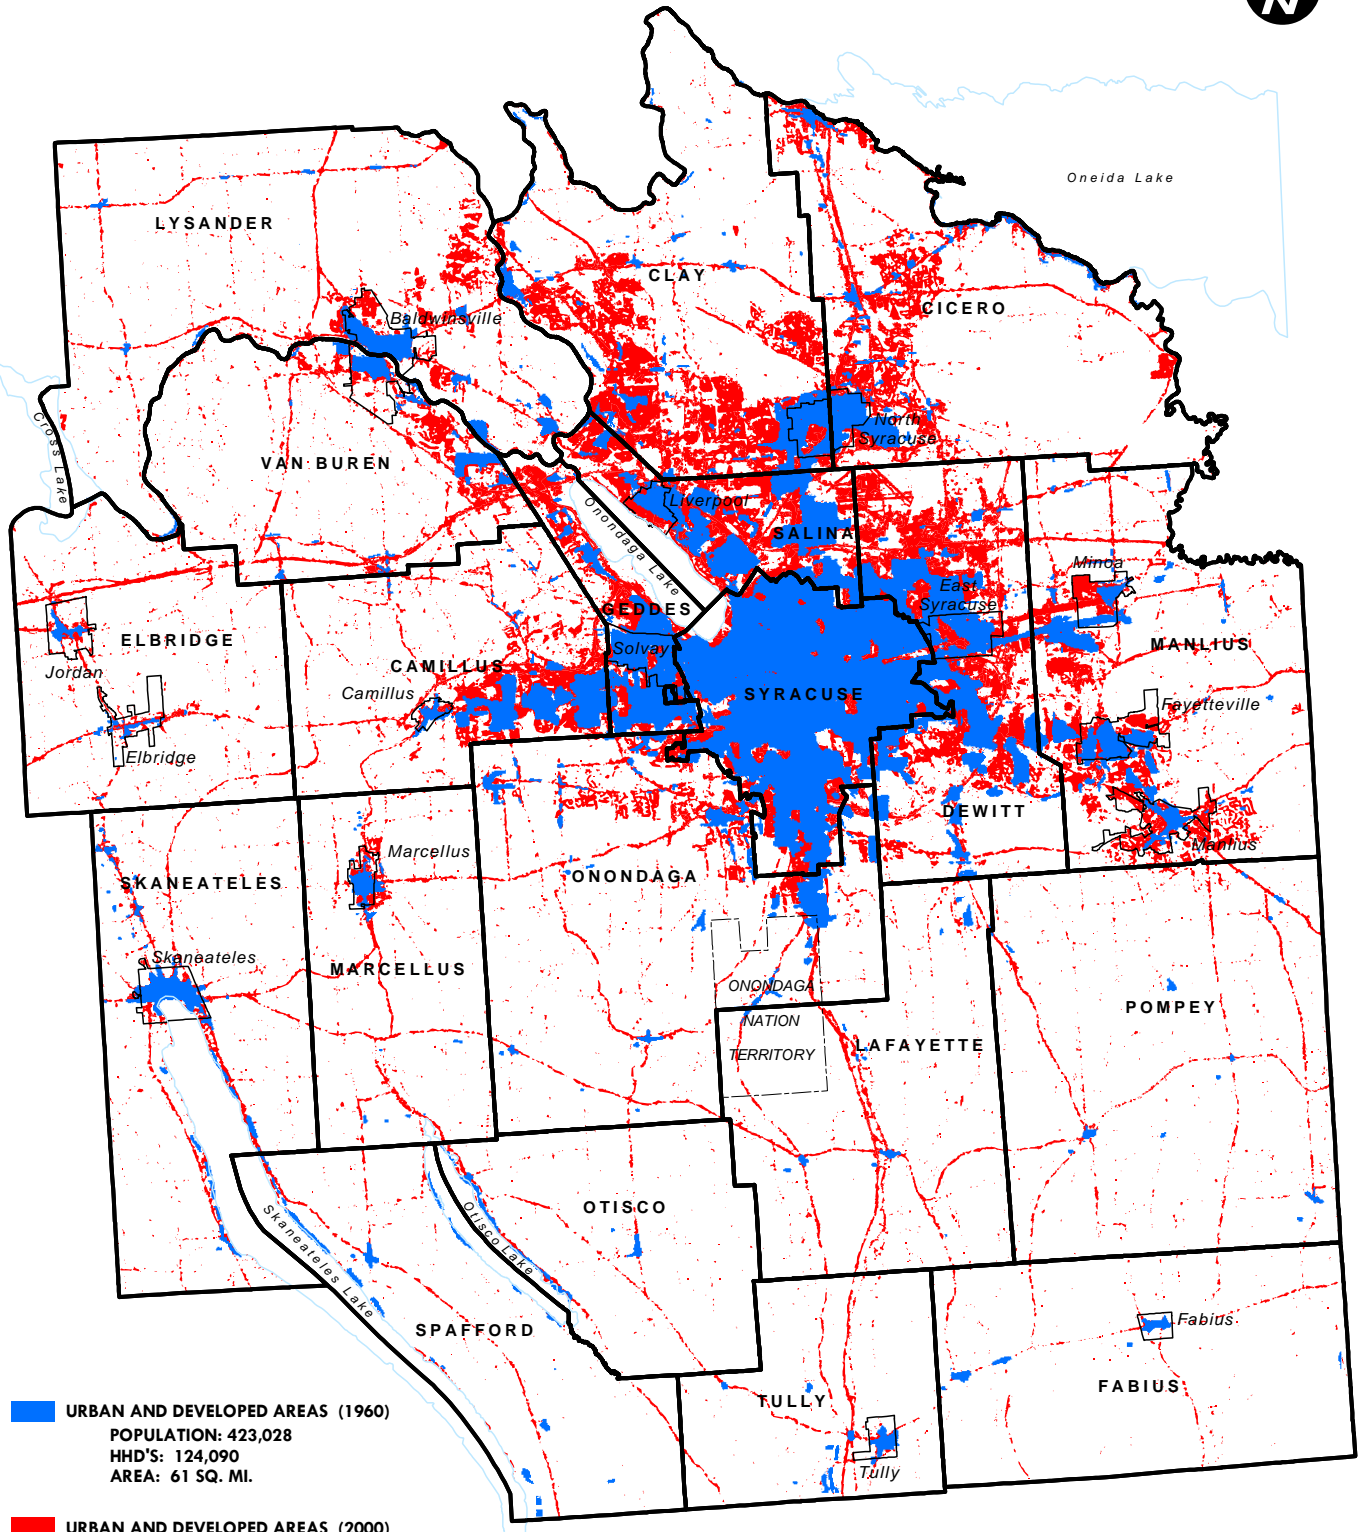 N
Oneida Lake
LYSANDER
CLAY
CICERO
Baldwinsville
Cross Lake
North
Syracuse
VAN BUREN
Liverpool
Onondaga Lake
SALINA
Minoa
East
Syracuse
GEDDES
ELBRIDGE
Solvay
MANLIUS
Jordan
CAMILLUS
Camillus
SYRACUSE
Fayetteville
Elbridge
DEWITT
Manlius
Marcellus
SKANEATELES
ONONDAGA
Skaneateles
MARCELLUS
ONONDAGA
NATION
TERRITORY
POMPEY
LAFAYETTE
OTISCO
Skaneateles Lake
Otisco Lake
SPAFFORD
Fabius
FABIUS
TULLY
Tully
URBAN AND DEVELOPED AREAS (1960)
POPULATION: 423,028
HHD'S: 124,090
AREA: 61 SQ. MI.
URBAN AND DEVELOPED AREAS (2000)